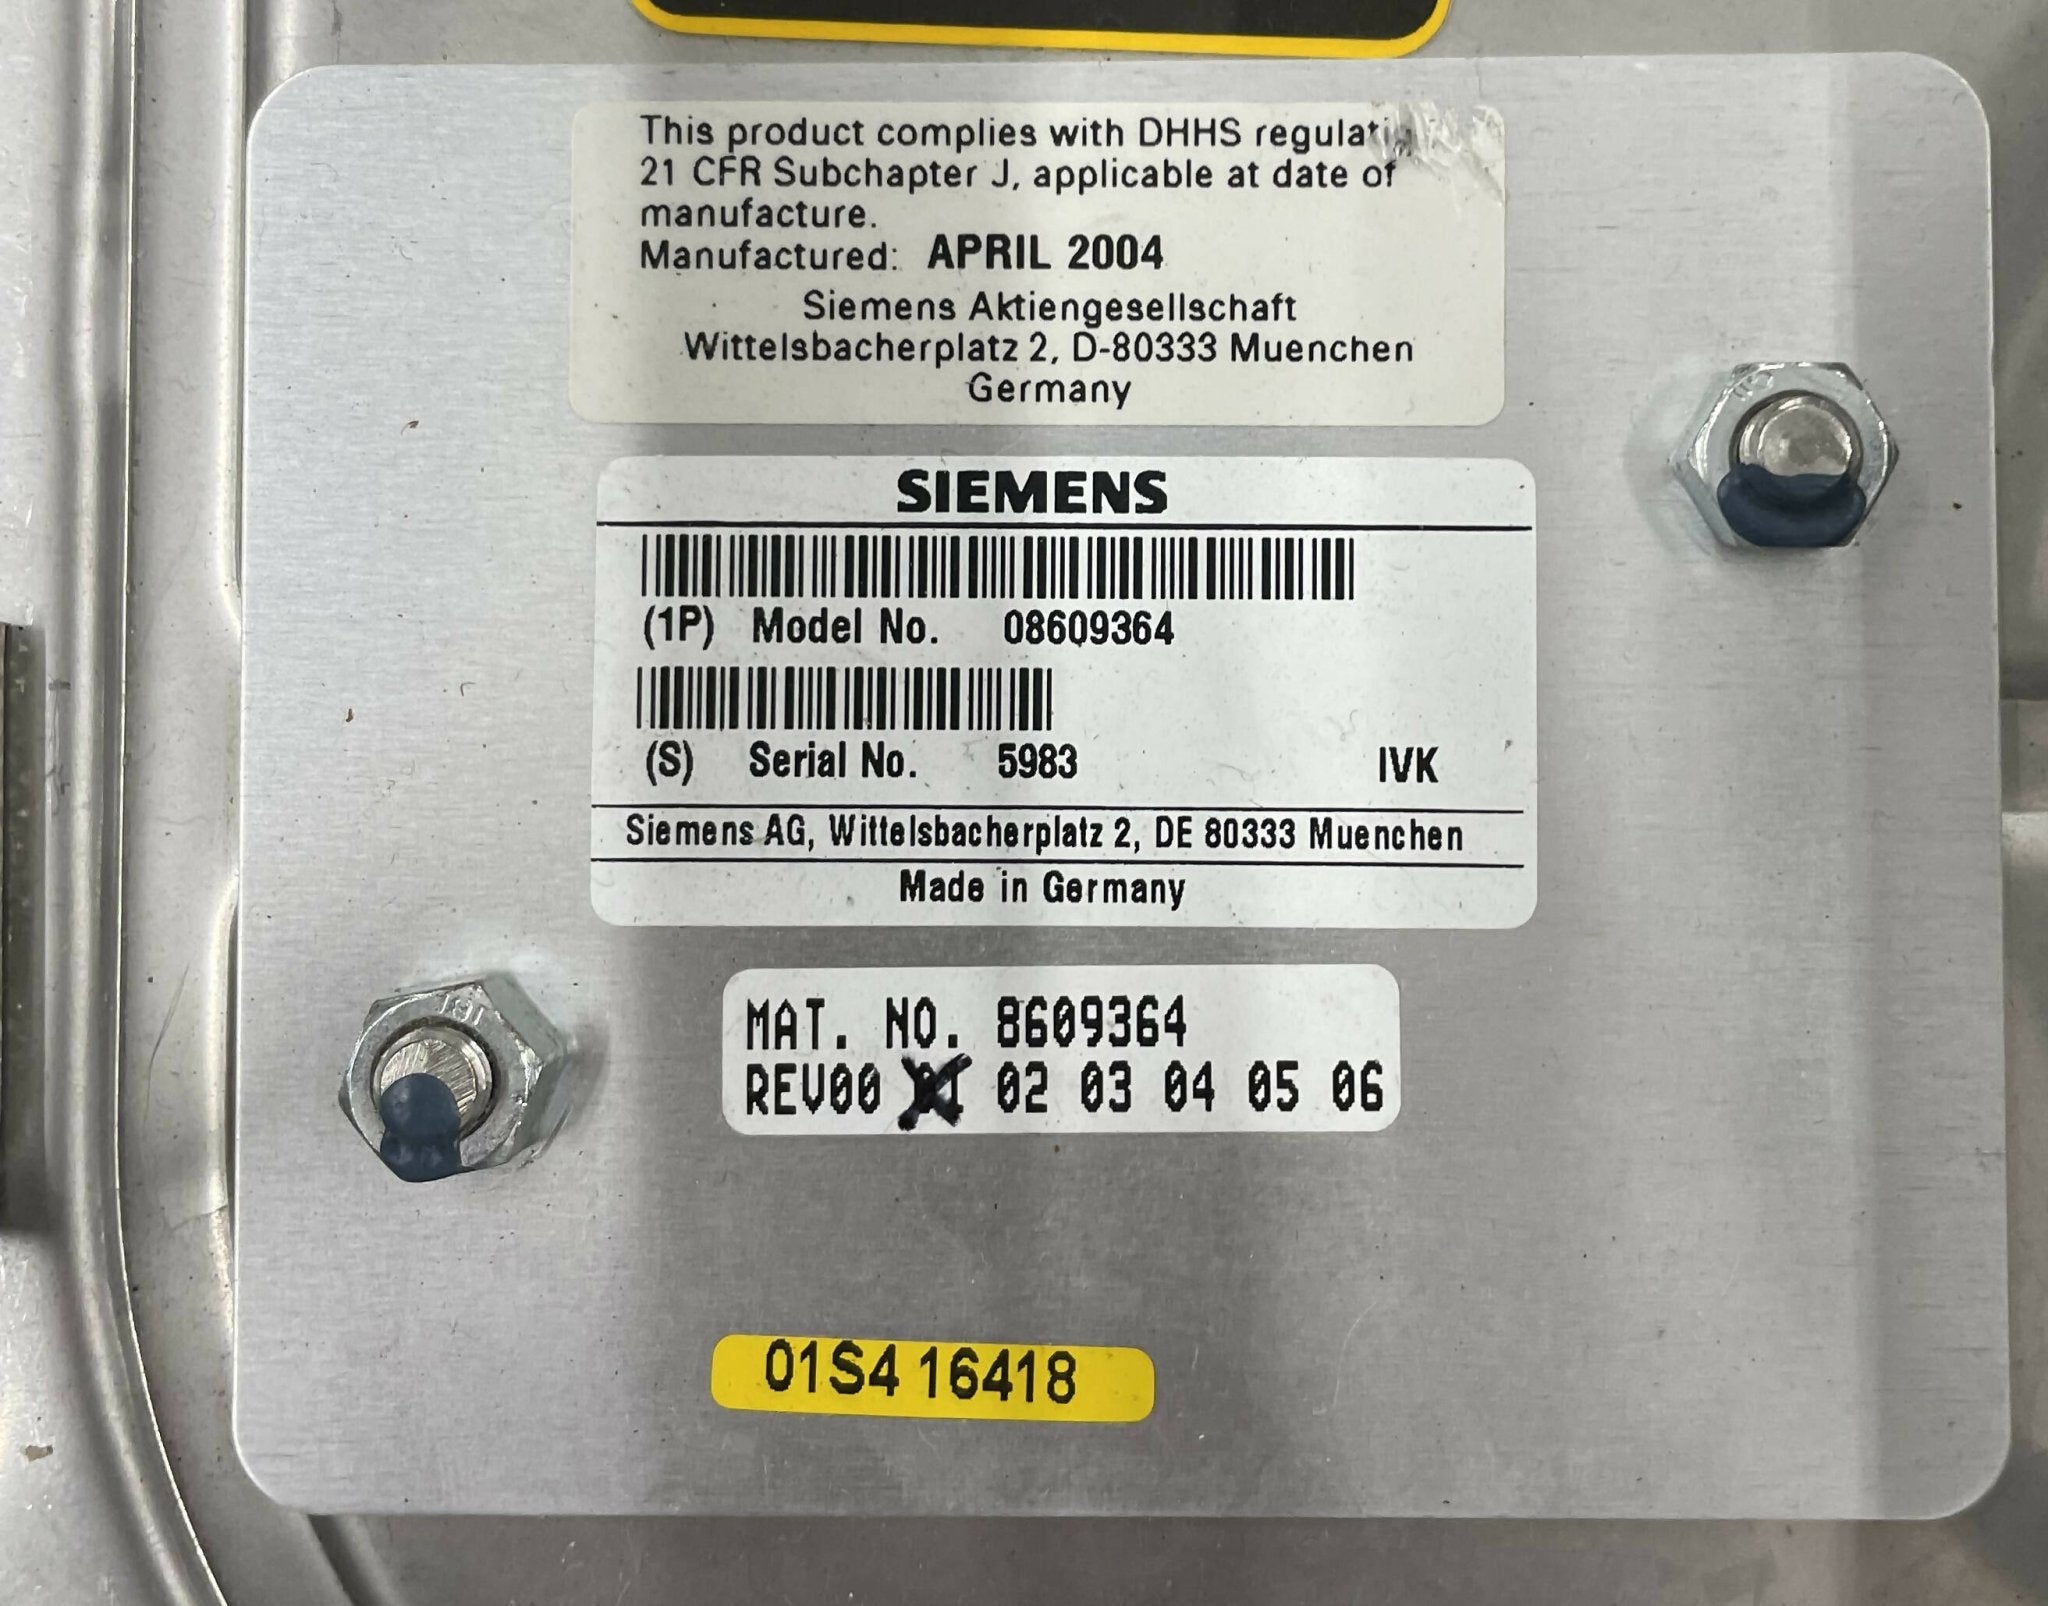 This product complies with DHHS
21 CFR Subchapter J, applicable at date of
manufacture.
Manufactured: APRIL 2004
Siemens Aktiengesellschaft
Wittelsbacherplatz 2, D-80333 Muenchen
Germany
SIEMENS
(1P) Model No. 08609364
(S) Serial No. 5983 IVK
Siemens AG, Wittelsbacherplatz 2, DE 80333 Muenchen
Made in Germany
MAT. NO. 8609364
REV00 01 02 03 04 05 06
01S4 16418